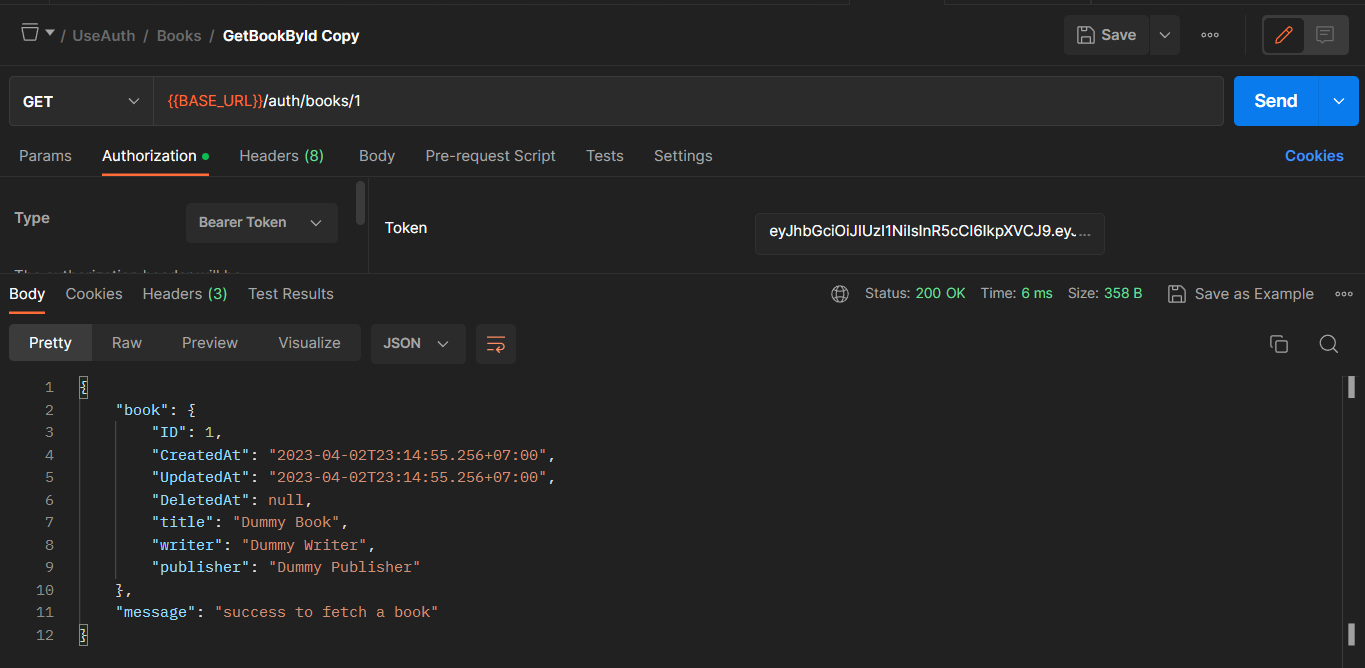 / UseAuth / Books / GetBookById Copy
Save
GET
{{BASE_URL}}/auth/books/1
Send
Params
Authorization
Headers (8)
Body
Pre-request Script
Tests
Settings
Cookies
Type
Bearer Token
Token
eyJhbGciOiJIUzI1NiIsInR5cCI6IkpXVCJ9.eyJ...
The authorization header will be
Body
Cookies
Headers (3)
Test Results
Status: 200 OK
Time: 6 ms
Size: 358 B
Save as Example
Pretty
Raw
Preview
Visualize
JSON
1 {
2 "book": {
3 "ID": 1,
4 "CreatedAt": "2023-04-02T23:14:55.256+07:00",
5 "UpdatedAt": "2023-04-02T23:14:55.256+07:00",
6 "DeletedAt": null,
7 "title": "Dummy Book",
8 "writer": "Dummy Writer",
9 "publisher": "Dummy Publisher"
10 },
11 "message": "success to fetch a book"
12 }